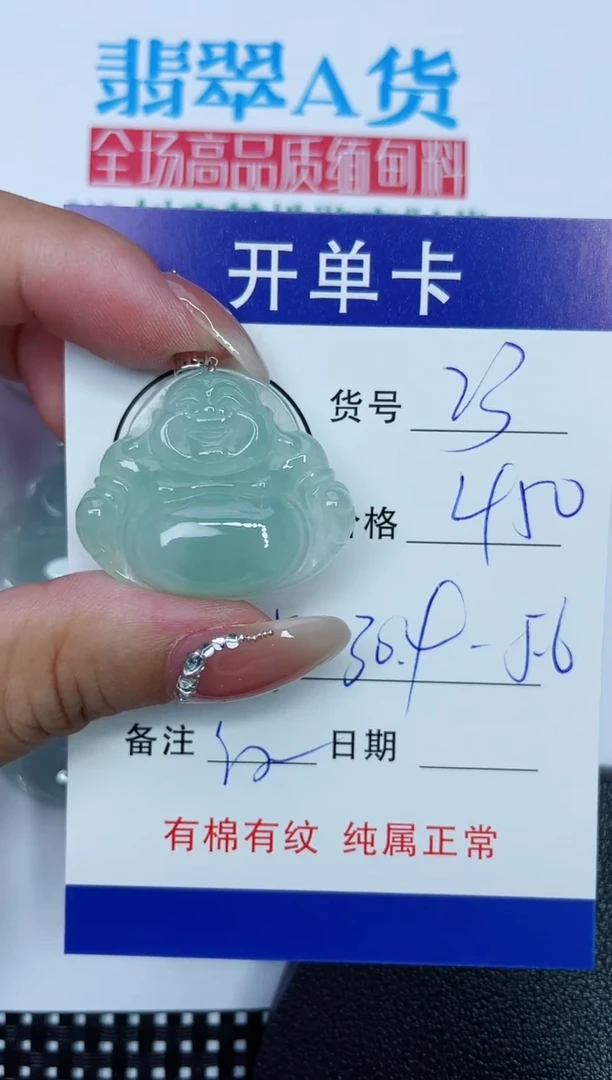 翡翠A货
全场高品质缅甸料
开单卡
货号 23
格 450
30.4-5.6
备注
日期
有棉有纹 纯属正常